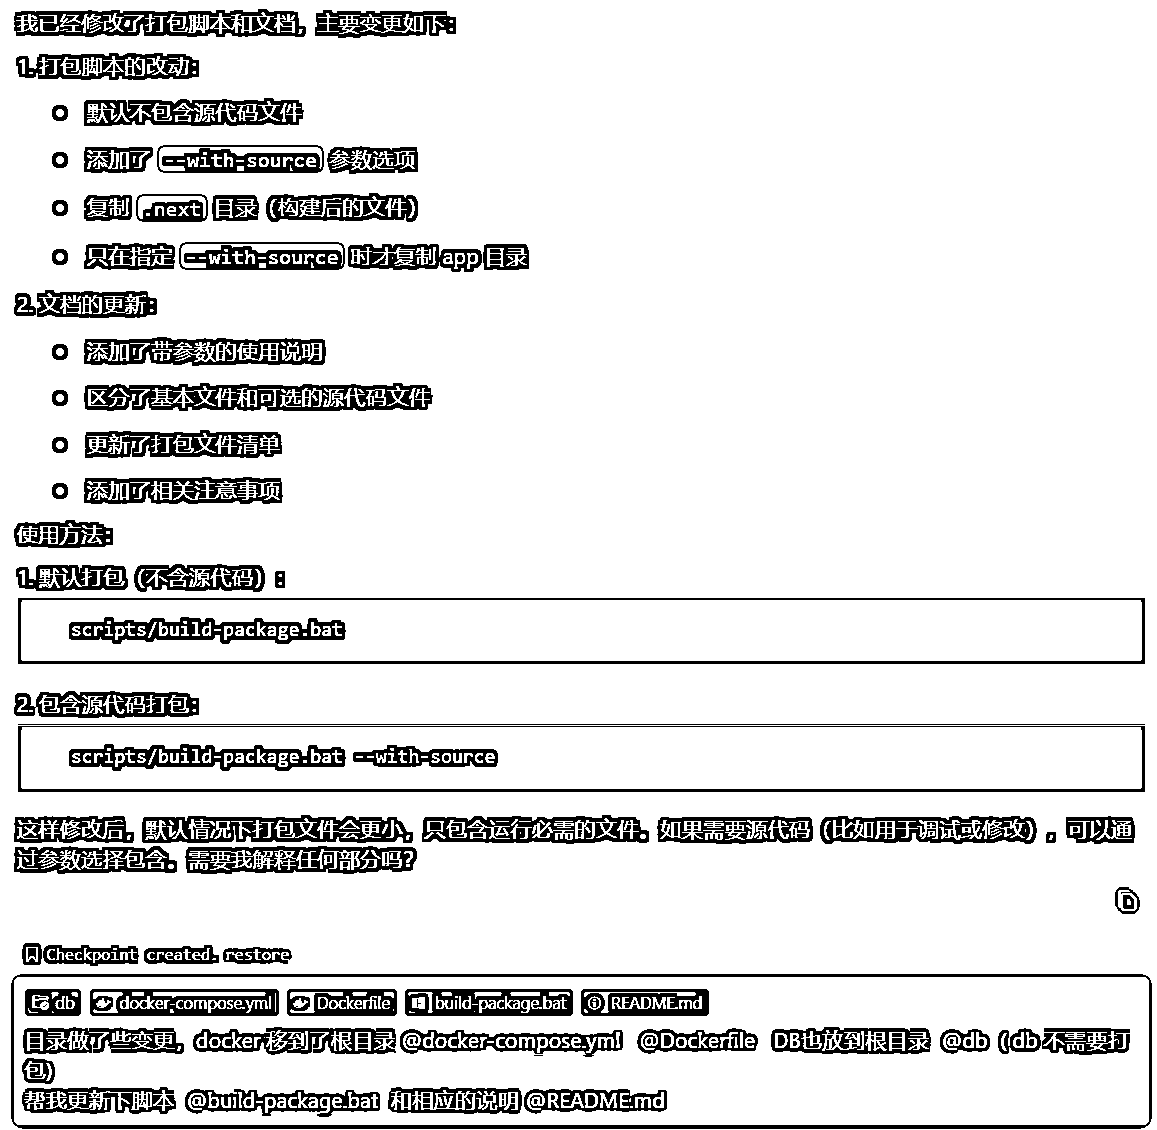 我已经修改了打包脚本和文档，主要变更如下：
1. 打包脚本的改动：
默认不包含源代码文件
添加了 --with-source 参数选项
复制 .next 目录（构建后的文件）
只在指定 --with-source 时才复制 app 目录
2. 文档的更新：
添加了带参数的使用说明
区分了基本文件和可选的源代码文件
更新了打包文件清单
添加了相关注意事项
使用方法：
1. 默认打包（不含源代码）：
scripts/build-package.bat
2. 包含源代码打包：
scripts/build-package.bat --with-source
这样修改后，默认情况下打包文件会更小，只包含运行必需的文件。如果需要源代码（比如用于调试或修改），可以通
过参数选择包含。需要我解释任何部分吗？
Checkpoint created. restore
db docker-compose.yml Dockerfile build-package.bat README.md
目录做了些变更，docker 移到了根目录 @docker-compose.yml @Dockerfile DB也放到根目录 @db（db 不需要打
包）
帮我更新下脚本 @build-package.bat 和相应的说明 @README.md